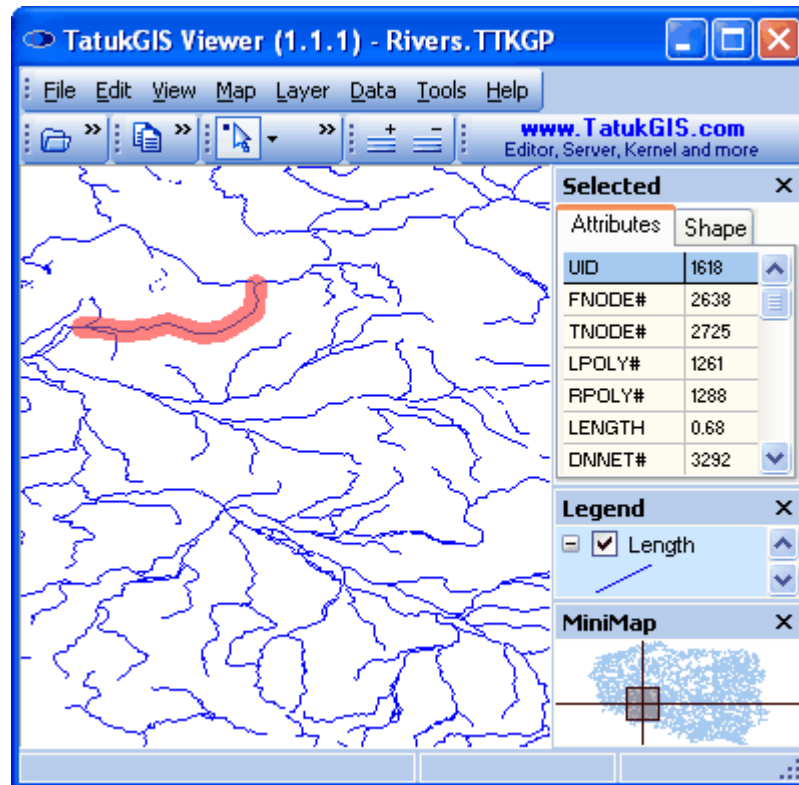 TatukGIS Viewer (1.1.1) - Rivers.TTKGP
File Edit View Map Layer Data Tools Help
www.TatukGIS.com
Editor, Server, Kernel and more
Selected
Attributes Shape
UID 1618
FNODE# 2638
TNODE# 2725
LPOLY# 1261
RPOLY# 1288
LENGTH 0.68
DNNET# 3292
Legend
Length
MiniMap